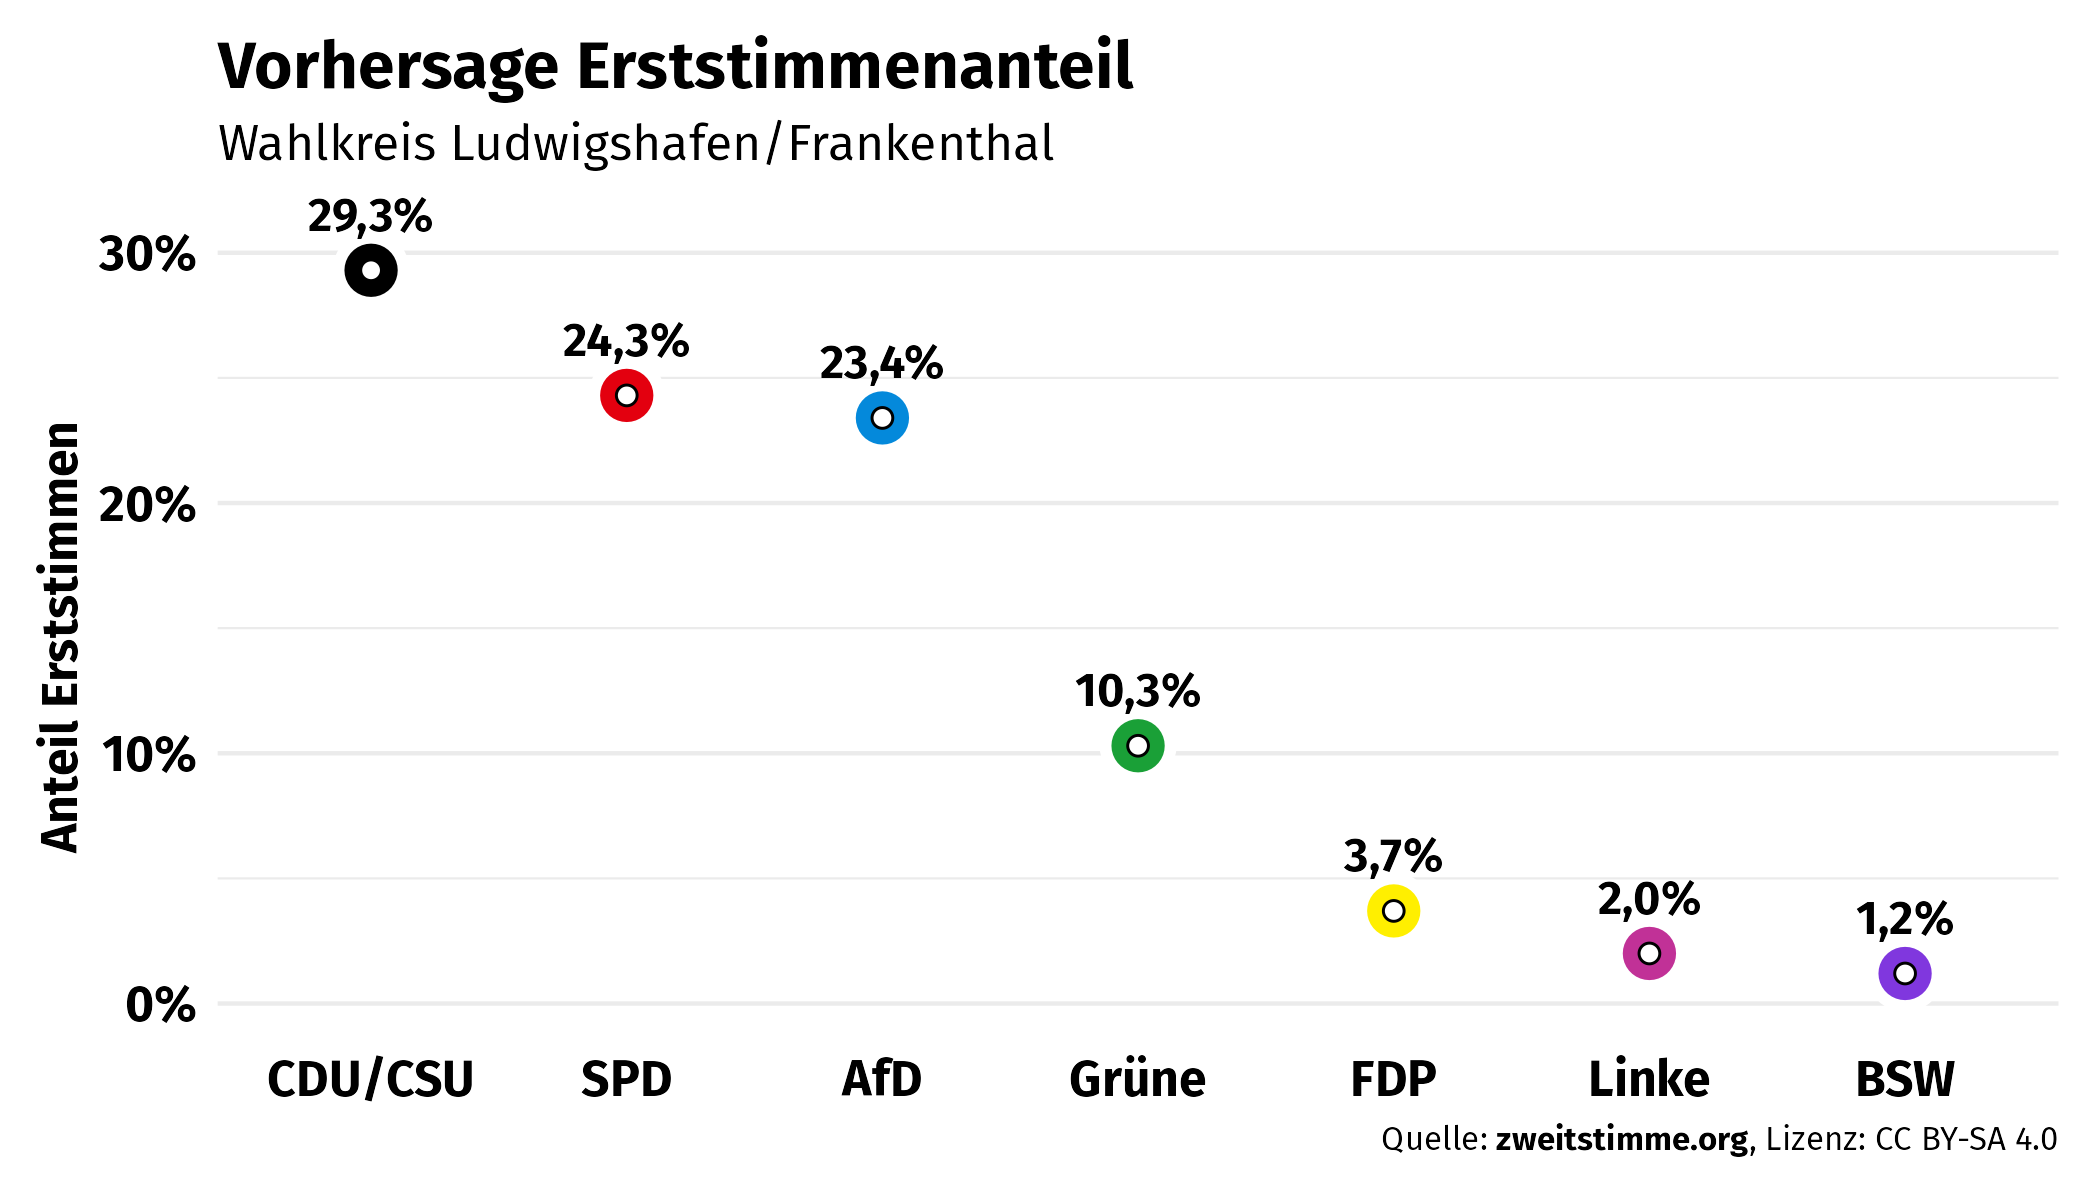 Vorhersage Erststimmenanteil
Wahlkreis Ludwigshafen/Frankenthal
Anteil Erststimmen
30%
20%
10%
0%
29,3%
24,3%
23,4%
10,3%
3,7%
2,0%
1,2%
CDU/CSU SPD AfD Grüne FDP Linke BSW
Quelle: zweitstimme.org, Lizenz: CC BY-SA 4.0